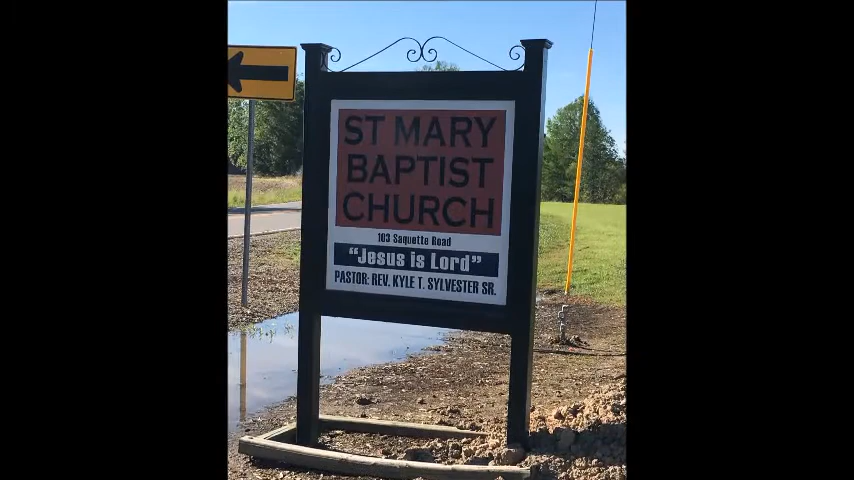 ST MARY
BAPTIST
CHURCH
103 Saquette Road
"Jesus is Lord"
PASTOR: REV. KYLE T. SYLVESTER SR.